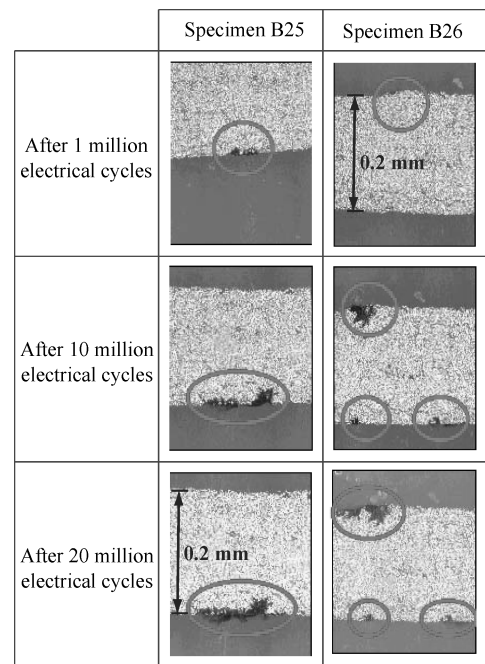 Specimen B25
Specimen B26
After 1 million
electrical cycles
0.2 mm
After 10 million
electrical cycles
After 20 million
electrical cycles
0.2 mm